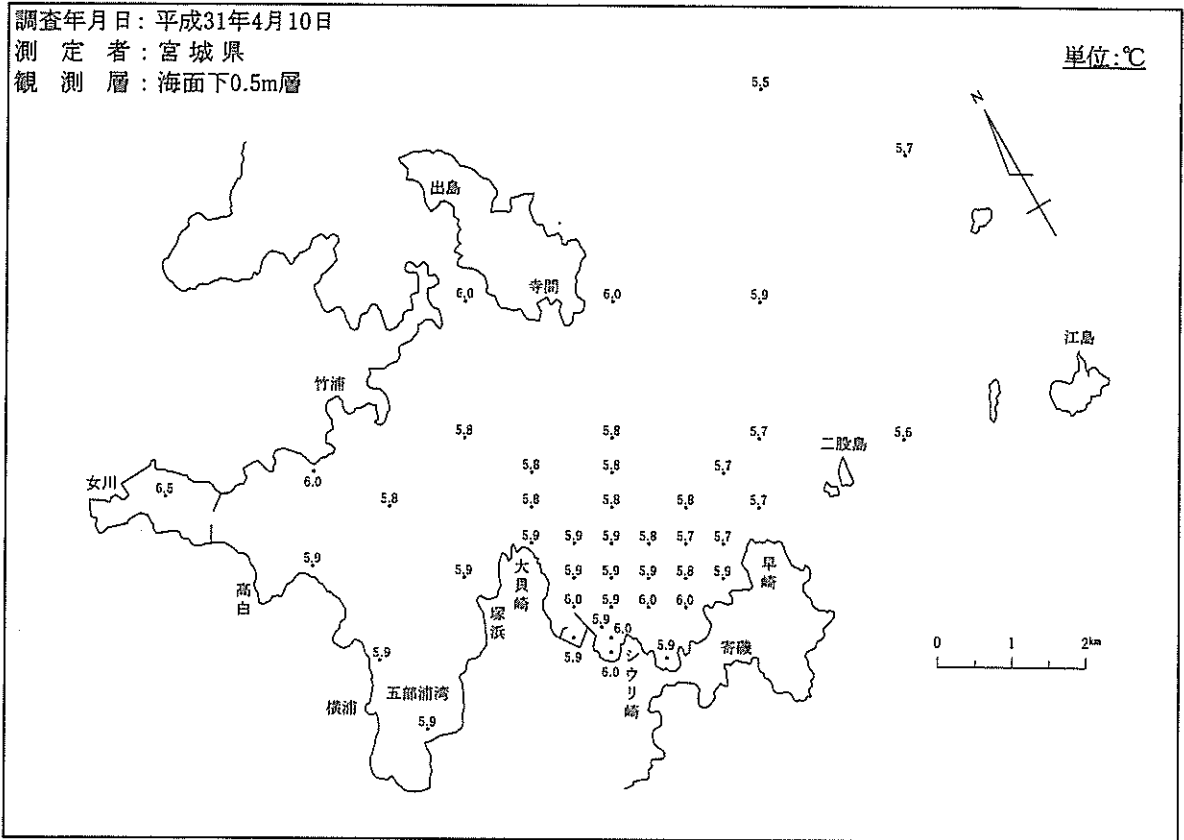 調査年月日：平成31年4月10日
測定者：宮城県
観測層：海面下0.5m層
単位：℃
5.5
N
5.7
出島
寺間
6.0
6.0
5.9
江島
竹浦
5.8
5.8
5.7
5.6
二股島
5.8
5.8
5.7
女川
6.5
6.0
5.8
5.8
5.8
5.8
5.7
5.9
5.9
5.9
5.8
5.7
5.7
5.9
5.9
大貝崎
5.9
5.9
5.9
5.8
5.9
早崎
高白
塚浜
6.0
5.9
6.0
6.0
5.9
6.0
5.9
5.9
6.0
シウリ崎
5.9
寄磯
0 1 2km
五部浦湾
横浦
5.9